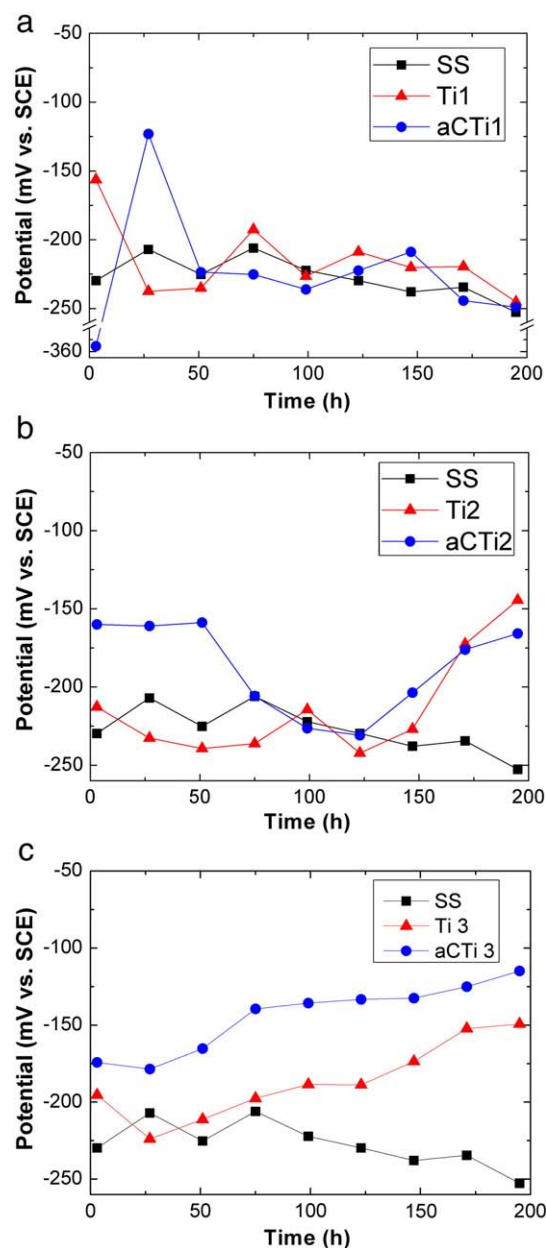 a
-50
-100
-150
-200
-250
-360
Potential (mV vs. SCE)
SS
Ti1
aCTi1
0 50 100 150 200
Time (h)
b
-50
-100
-150
-200
-250
Potential (mV vs. SCE)
SS
Ti2
aCTi2
0 50 100 150 200
Time (h)
c
-50
-100
-150
-200
-250
Potential (mV vs. SCE)
SS
Ti 3
aCTi 3
0 50 100 150 200
Time (h)